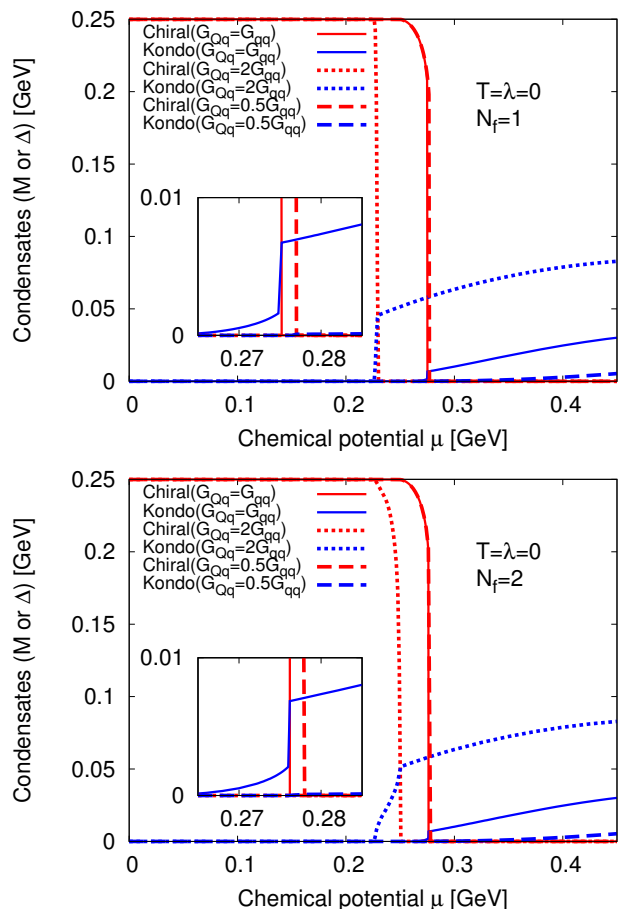 0.25
0.2
0.15
0.1
0.05
0
Condensates (M or Δ) [GeV]
Chiral(G_Qq=G_qq)
Kondo(G_Qq=G_qq)
Chiral(G_Qq=2G_qq)
Kondo(G_Qq=2G_qq)
Chiral(G_Qq=0.5G_qq)
Kondo(G_Qq=0.5G_qq)
T=λ=0
N_f=1
0.01
0
0.27 0.28
0 0.1 0.2 0.3 0.4
Chemical potential μ [GeV]
0.25
0.2
0.15
0.1
0.05
0
Condensates (M or Δ) [GeV]
Chiral(G_Qq=G_qq)
Kondo(G_Qq=G_qq)
Chiral(G_Qq=2G_qq)
Kondo(G_Qq=2G_qq)
Chiral(G_Qq=0.5G_qq)
Kondo(G_Qq=0.5G_qq)
T=λ=0
N_f=2
0.01
0
0.27 0.28
0 0.1 0.2 0.3 0.4
Chemical potential μ [GeV]